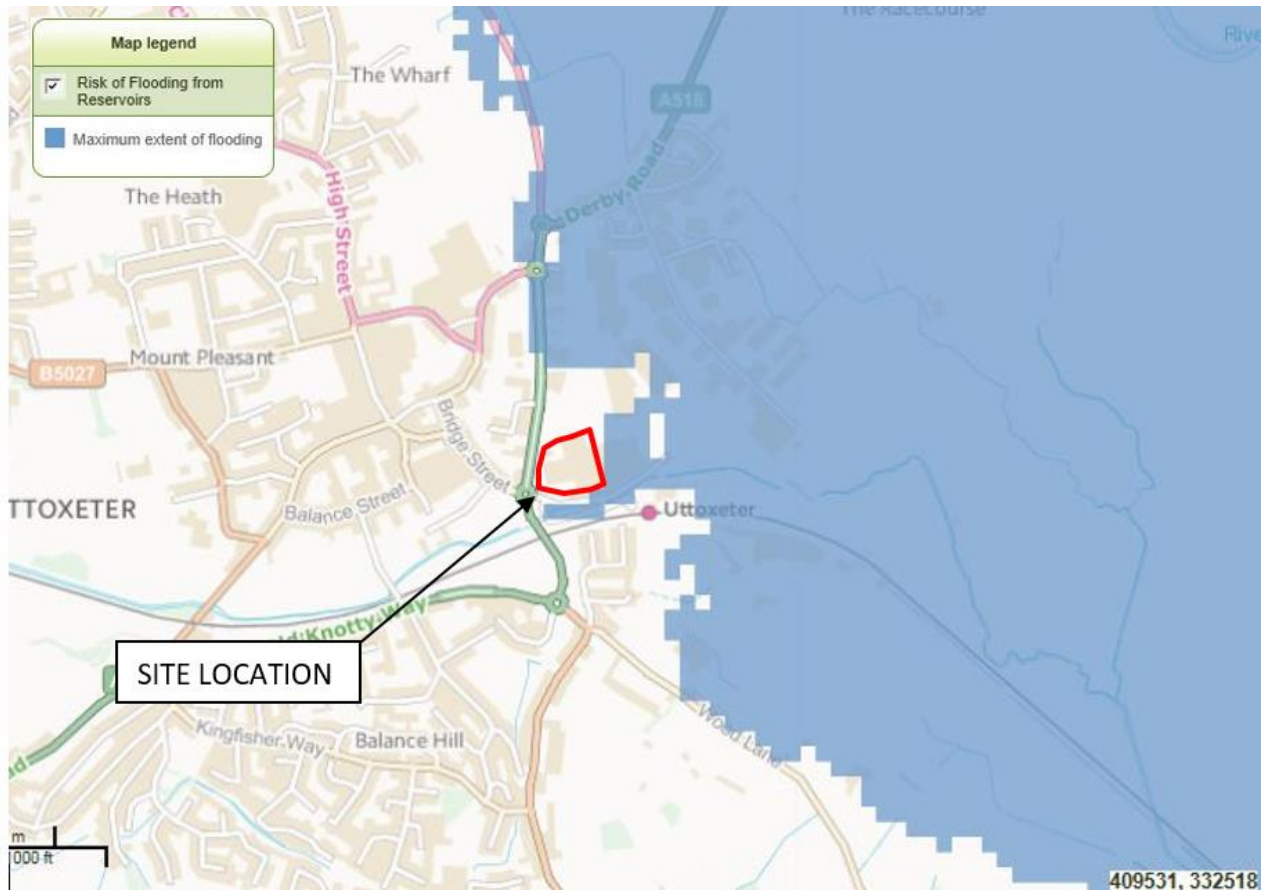 Map legend
Risk of Flooding from
Reservoirs
Maximum extent of flooding
The Racecourse
The Wharf
A518
Derby Road
The Heath
High Street
Mount Pleasant
B5027
Bridge Street
Balance Street
TTOXETER
Uttoxeter
ld Knotty Way
SITE LOCATION
Kingfisher Way
Balance Hill
Wood Lane
ad
m
000 ft
409531, 332518